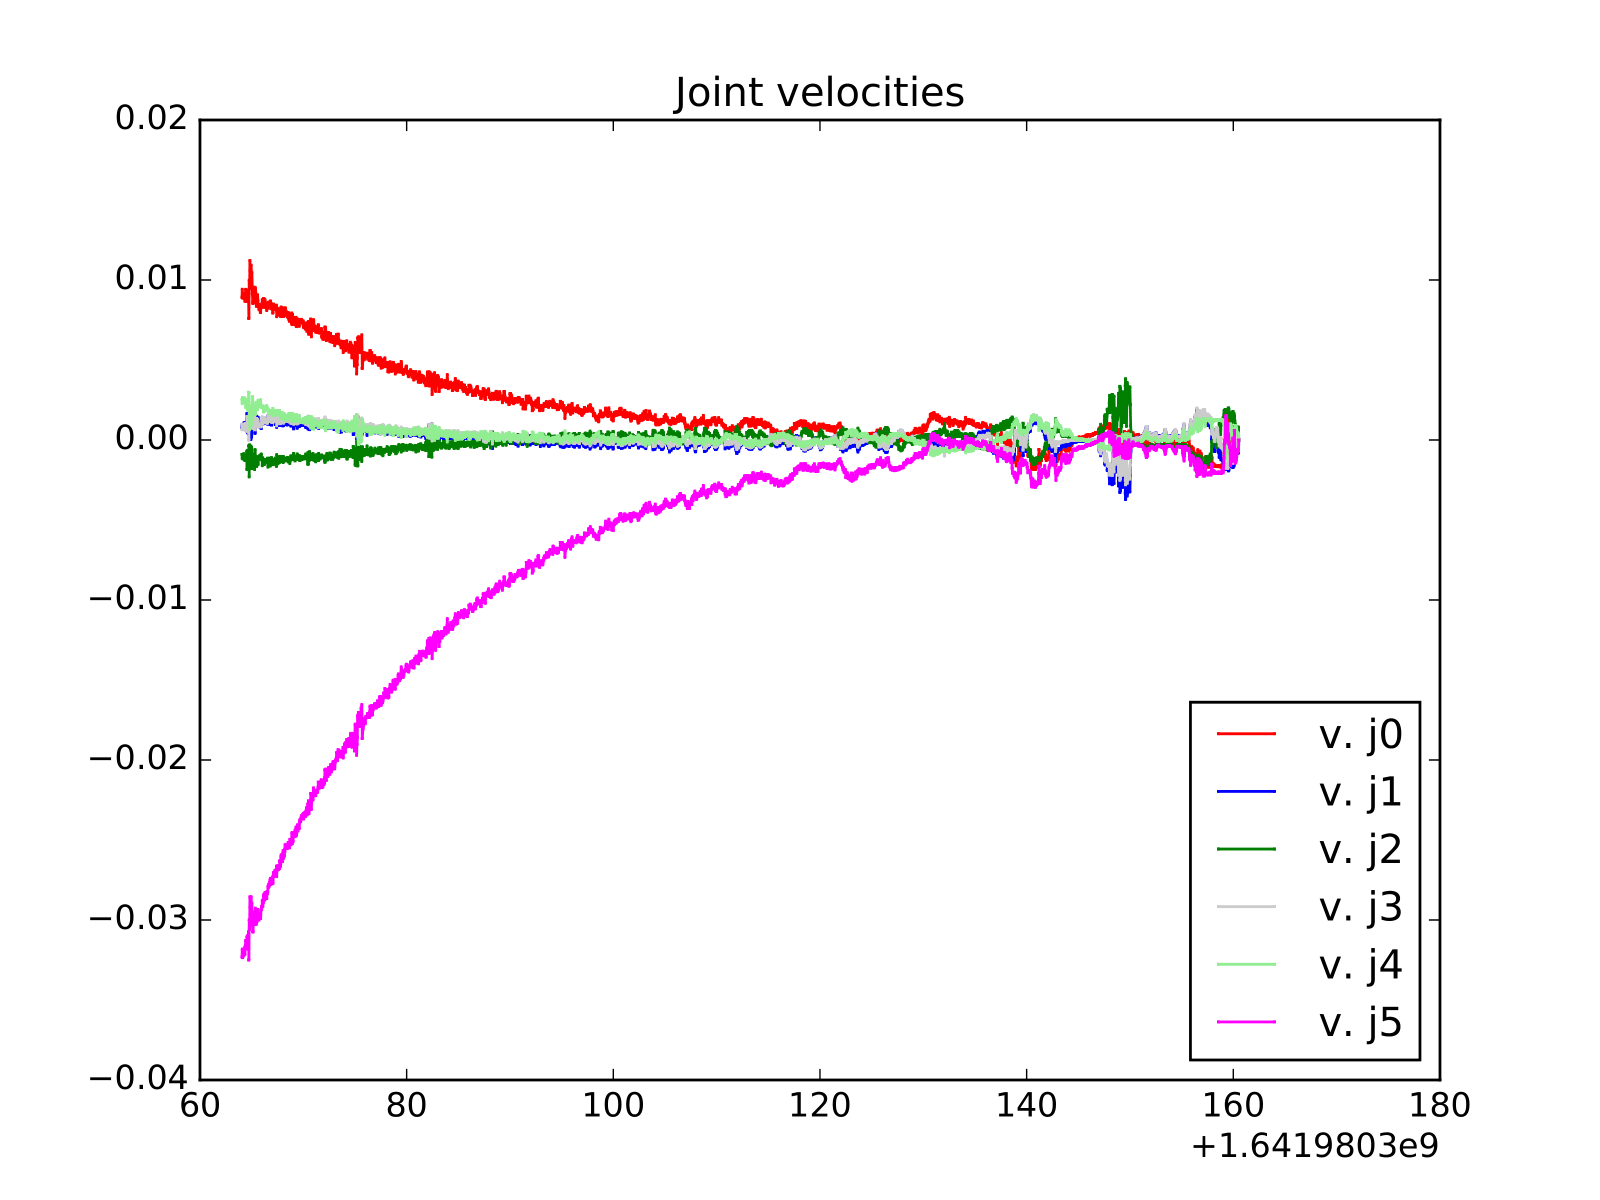 Joint velocities
0.02
0.01
0.00
−0.01
−0.02
−0.03
−0.04
60 80 100 120 140 160 180
+1.6419803e9
v. j0
v. j1
v. j2
v. j3
v. j4
v. j5